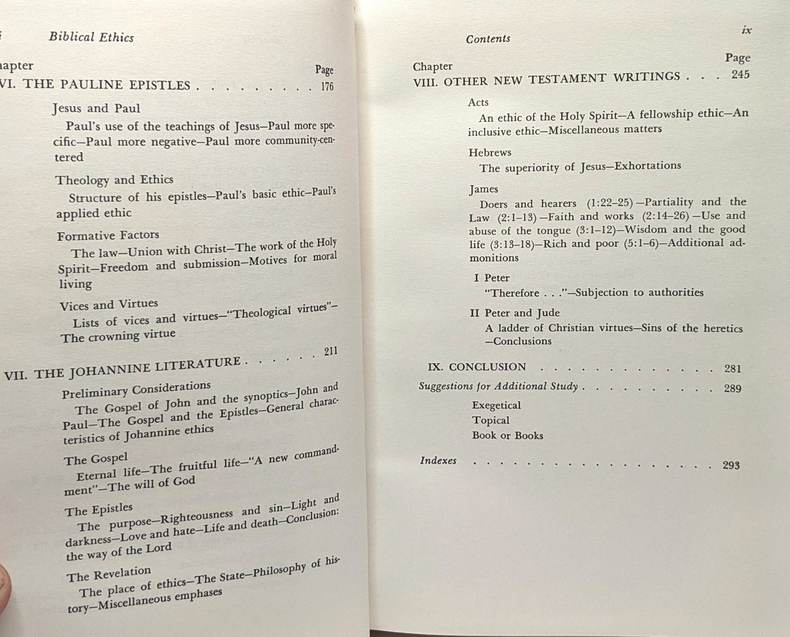 Biblical Ethics
Page
VI. THE PAULINE EPISTLES . . . . . . . . . 176
Jesus and Paul
Paul's use of the teachings of Jesus—Paul more spe-
cific—Paul more negative—Paul more community-cen-
tered
Theology and Ethics
Structure of his epistles—Paul's basic ethic—Paul's
applied ethic
Formative Factors
The law—Union with Christ—The work of the Holy
Spirit—Freedom and submission—Motives for moral
living
Vices and Virtues
Lists of vices and virtues—"Theological virtues"—
The crowning virtue
VII. THE JOHANNINE LITERATURE . . . . . . 211
Preliminary Considerations
The Gospel of John and the synoptics—John and
Paul—The Gospel and the Epistles—General charac-
teristics of Johannine ethics
The Gospel
Eternal life—The fruitful life—"A new command-
ment"—The will of God
The Epistles
The purpose—Righteousness and sin—Light and
darkness—Love and hate—Life and death—Conclusion:
the way of the Lord
The Revelation
The place of ethics—The State—Philosophy of his-
tory—Miscellaneous emphases
Contents ix
Chapter Page
VIII. OTHER NEW TESTAMENT WRITINGS . . . 245
Acts
An ethic of the Holy Spirit—A fellowship ethic—An
inclusive ethic—Miscellaneous matters
Hebrews
The superiority of Jesus—Exhortations
James
Doers and hearers (1:22-25)—Partiality and the
Law (2:1-13)—Faith and works (2:14-26)—Use and
abuse of the tongue (3:1-12)—Wisdom and the good
life (3:13-18)—Rich and poor (5:1-6)—Additional ad-
monitions
I Peter
"Therefore . . ."—Subjection to authorities
II Peter and Jude
A ladder of Christian virtues—Sins of the heretics
—Conclusions
IX. CONCLUSION . . . . . . . . . . . . . 281
Suggestions for Additional Study . . . . . . . . . . 289
Exegetical
Topical
Book or Books
Indexes . . . . . . . . . . . . . . . . . . 293